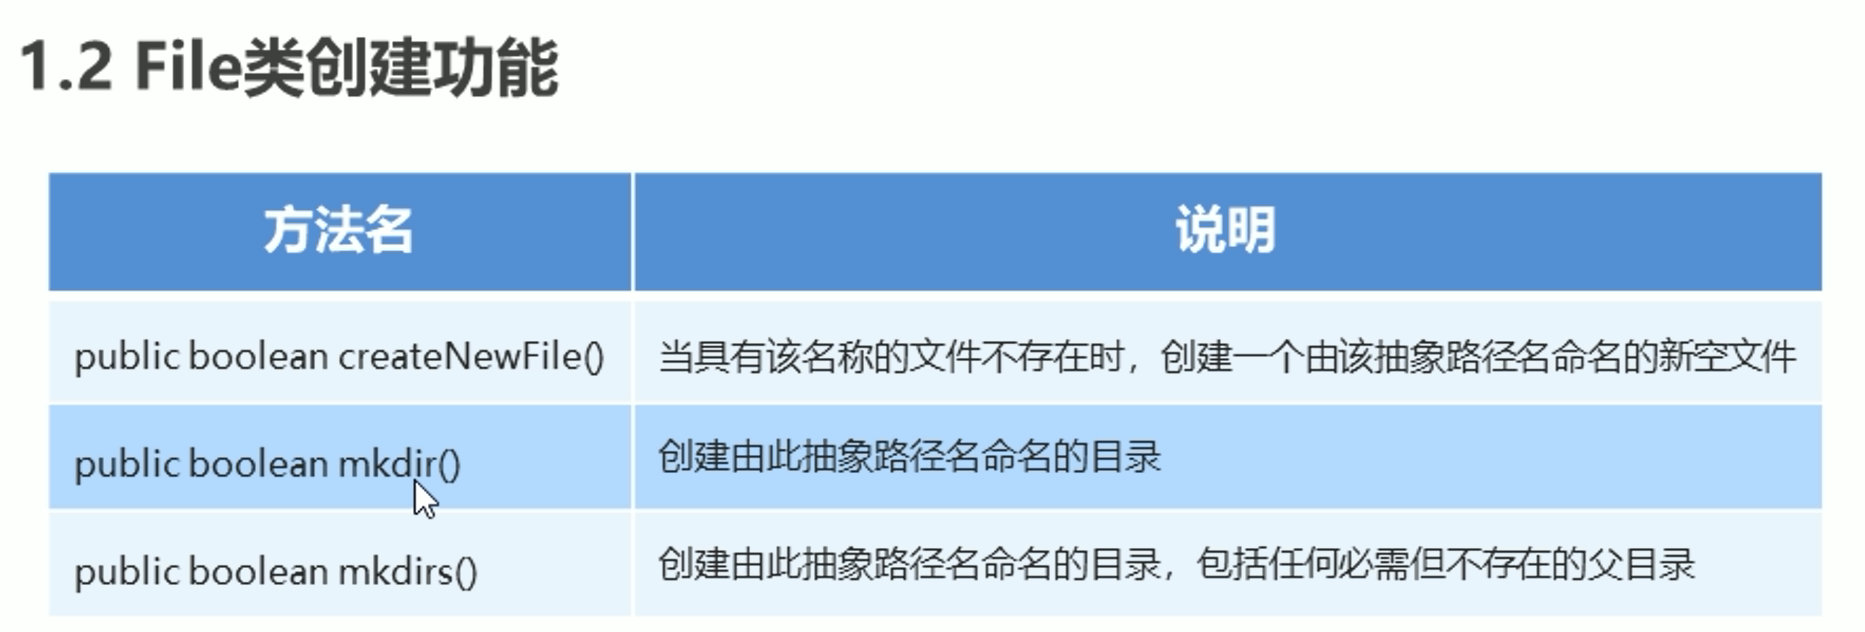 1.2 File类创建功能
方法名 说明
public boolean createNewFile() 当具有该名称的文件不存在时，创建一个由该抽象路径名命名的新空文件
public boolean mkdir() 创建由此抽象路径名命名的目录
public boolean mkdirs() 创建由此抽象路径名命名的目录，包括任何必需但不存在的父目录